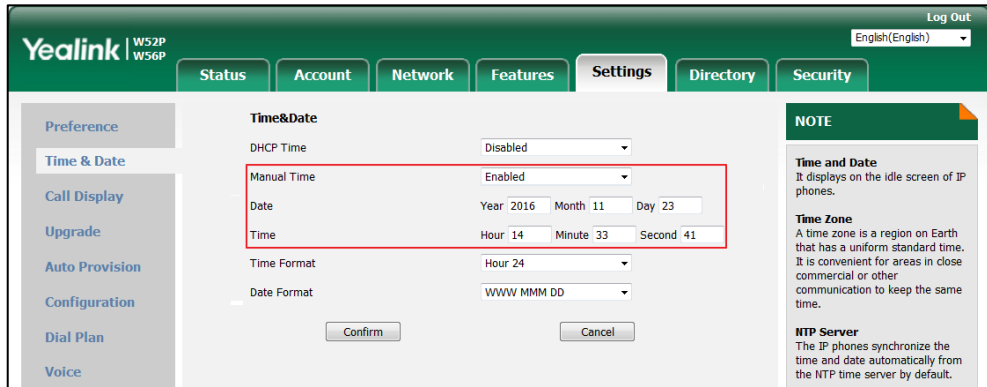 Log Out
Yealink | W52P W56P
English(English)
Status Account Network Features Settings Directory Security
Preference
Time & Date
Call Display
Upgrade
Auto Provision
Configuration
Dial Plan
Voice
Time&Date
DHCP Time Disabled
Manual Time Enabled
Date Year 2016 Month 11 Day 23
Time Hour 14 Minute 33 Second 41
Time Format Hour 24
Date Format WWW MMM DD
Confirm Cancel
NOTE
Time and Date
It displays on the idle screen of IP
phones.
Time Zone
A time zone is a region on Earth
that has a uniform standard time.
It is convenient for areas in close
commercial or other
communication to keep the same
time.
NTP Server
The IP phones synchronize the
time and date automatically from
the NTP time server by default.